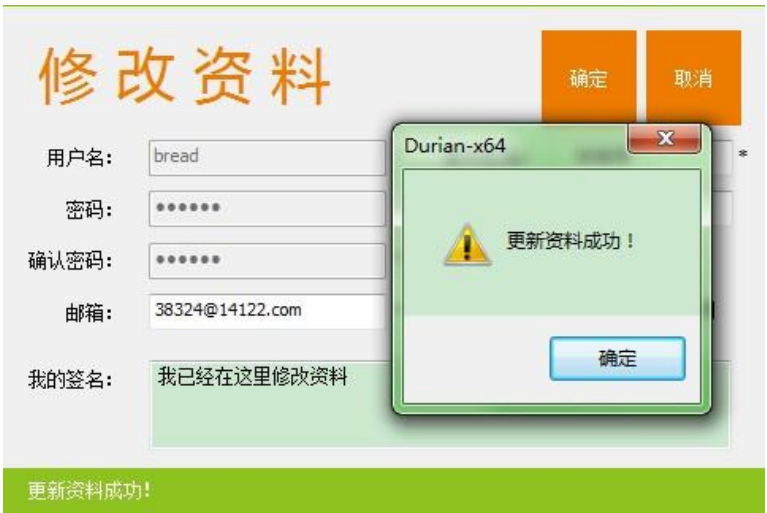 修改资料
确定
取消
用户名:
bread
*
密码:
••••••
确认密码:
••••••
邮箱:
38324@14122.com
我的签名:
我已经在这里修改资料
Durian-x64
更新资料成功！
确定
更新资料成功!